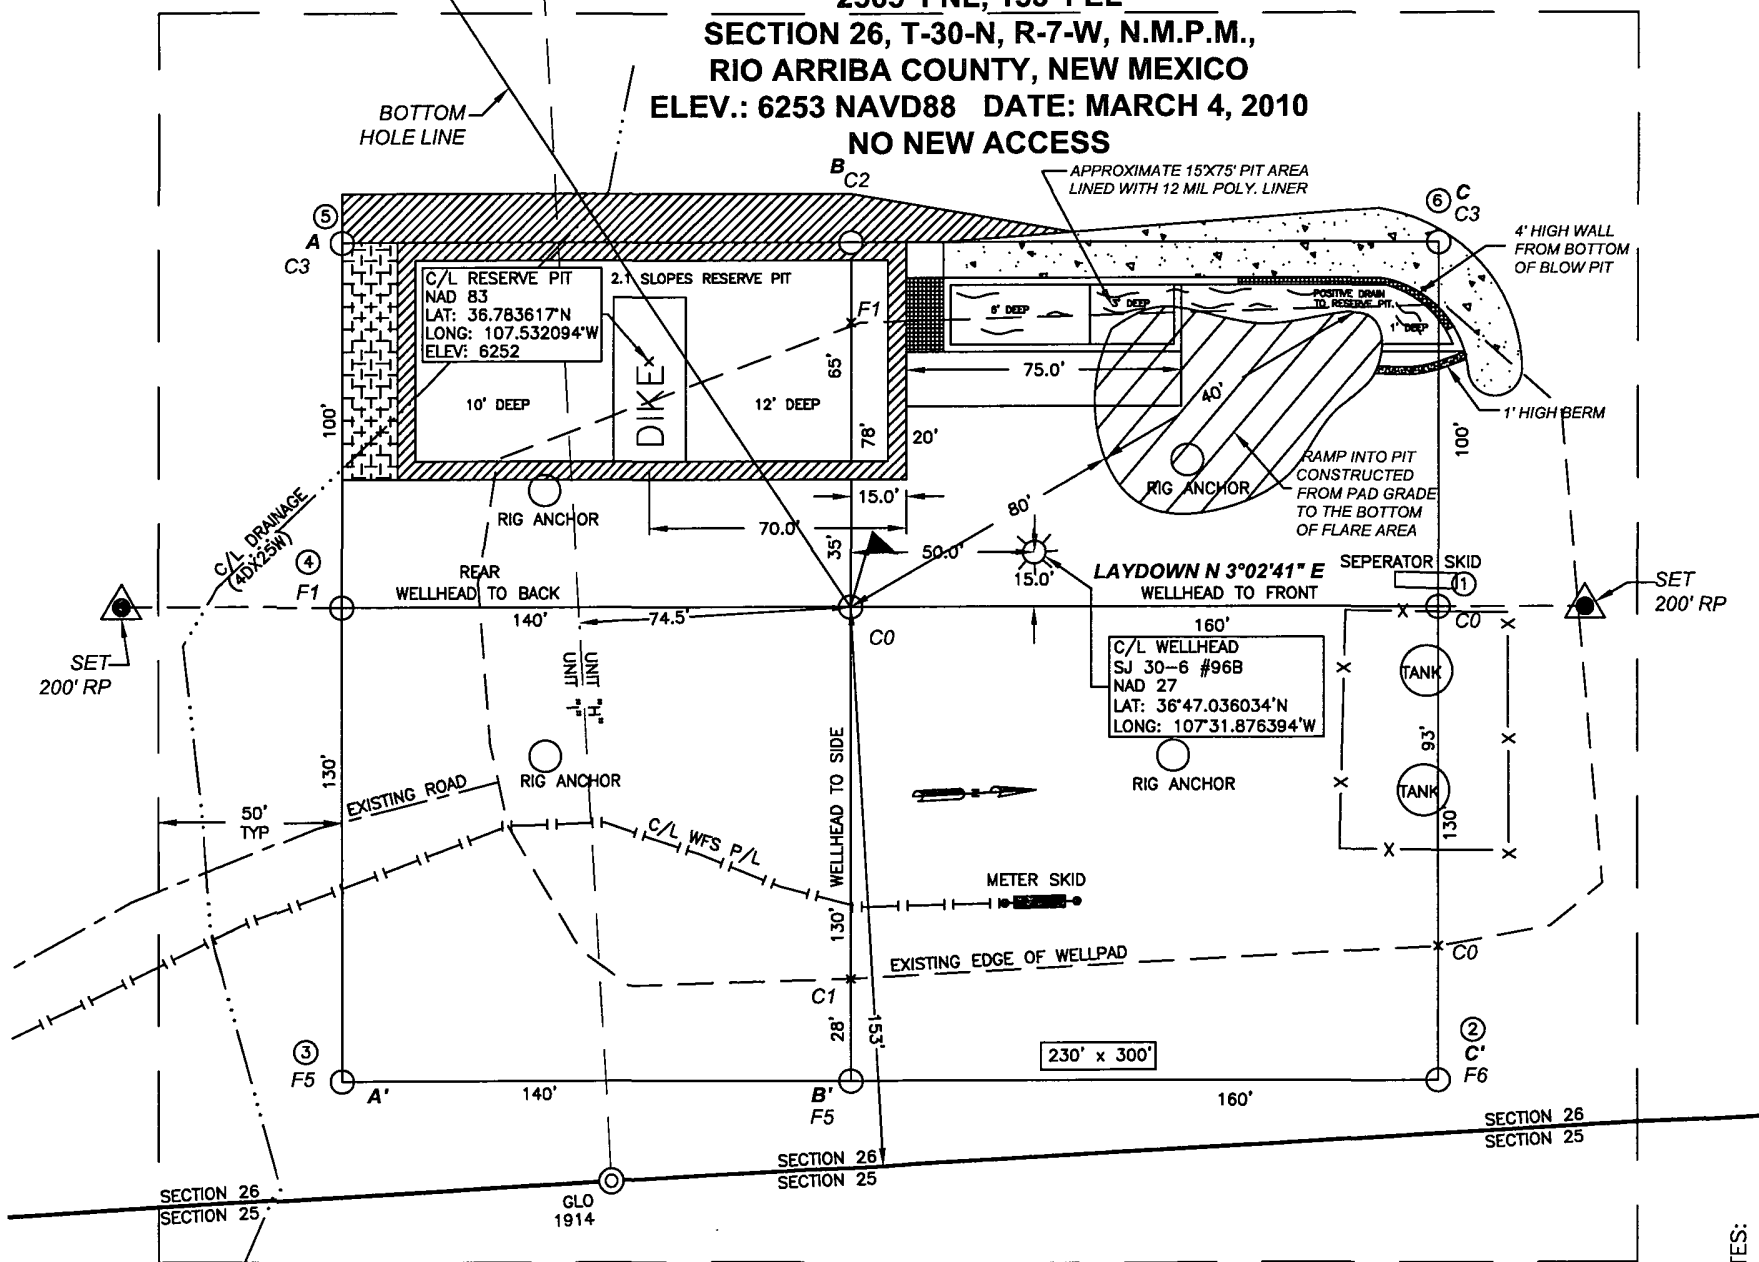 SECTION 26, T-30-N, R-7-W, N.M.P.M.,
RIO ARRIBA COUNTY, NEW MEXICO
ELEV.: 6253 NAVD88 DATE: MARCH 4, 2010
NO NEW ACCESS
BOTTOM
HOLE LINE
APPROXIMATE 15'X75' PIT AREA
LINED WITH 12 MIL POLY. LINER
B
C2
5
A
C3
6
C
C3
4' HIGH WALL
FROM BOTTOM
OF BLOW PIT
C/L RESERVE PIT
NAD 83
LAT: 36.783617°N
LONG: 107.532094°W
ELEV: 6252
2.1 SLOPES RESERVE PIT
F1
6' DEEP
3' DEEP
POSITIVE DRAIN
TO RESERVE PIT.
1' DEEP
65'
75.0'
40'
DIKE
10' DEEP
12' DEEP
1' HIGH BERM
100'
78'
20'
100'
RIG ANCHOR
RIG ANCHOR
RAMP INTO PIT
CONSTRUCTED
FROM PAD GRADE
TO THE BOTTOM
OF FLARE AREA
15.0'
70.0'
80'
C/L DRAINAGE
(4DX25W)
35'
50.0'
15.0'
4
F1
REAR
WELLHEAD TO BACK
LAYDOWN N 3°02'41" E
WELLHEAD TO FRONT
SEPERATOR SKID
1
SET
200' RP
140'
74.5'
C0
160'
C0
SET
200' RP
UNIT "I"
UNIT "H"
C/L WELLHEAD
SJ 30-6 #96B
NAD 27
LAT: 36°47.036034'N
LONG: 107°31.876394'W
TANK
93'
TANK
130'
130'
WELLHEAD TO SIDE
130'
RIG ANCHOR
RIG ANCHOR
EXISTING ROAD
50'
TYP
C/L WFS P/L
METER SKID
EXISTING EDGE OF WELLPAD
C0
C1
28'
153'
230' x 300'
3
F5
A'
140'
B'
F5
160'
2
C'
F6
SECTION 26
SECTION 25
SECTION 26
SECTION 25
SECTION 26
SECTION 25
GLO
1914